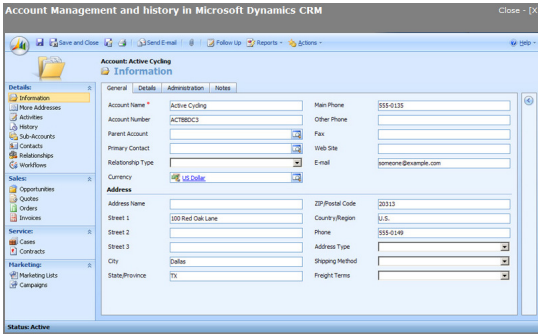 Account Management and history in Microsoft Dynamics CRM
Close - [X
Save and Close
Send E-mail
Follow Up
Reports -
Actions -
Help -
Account: Active Cycling
Information
Details:
Information
More Addresses
Activities
History
Sub-Accounts
Contacts
Relationships
Workflows
Sales:
Opportunities
Quotes
Orders
Invoices
Service:
Cases
Contracts
Marketing:
Marketing Lists
Campaigns
General Details Administration Notes
Account Name * Active Cycling Main Phone 555-0135
Account Number ACTBBDC3 Other Phone
Parent Account Fax
Primary Contact Web Site
Relationship Type E-mail someone@example.com
Currency US Dollar
Address
Address Name ZIP/Postal Code 20313
Street 1 100 Red Oak Lane Country/Region U.S.
Street 2 Phone 555-0149
Street 3 Address Type
City Dallas Shipping Method
State/Province TX Freight Terms
Status: Active